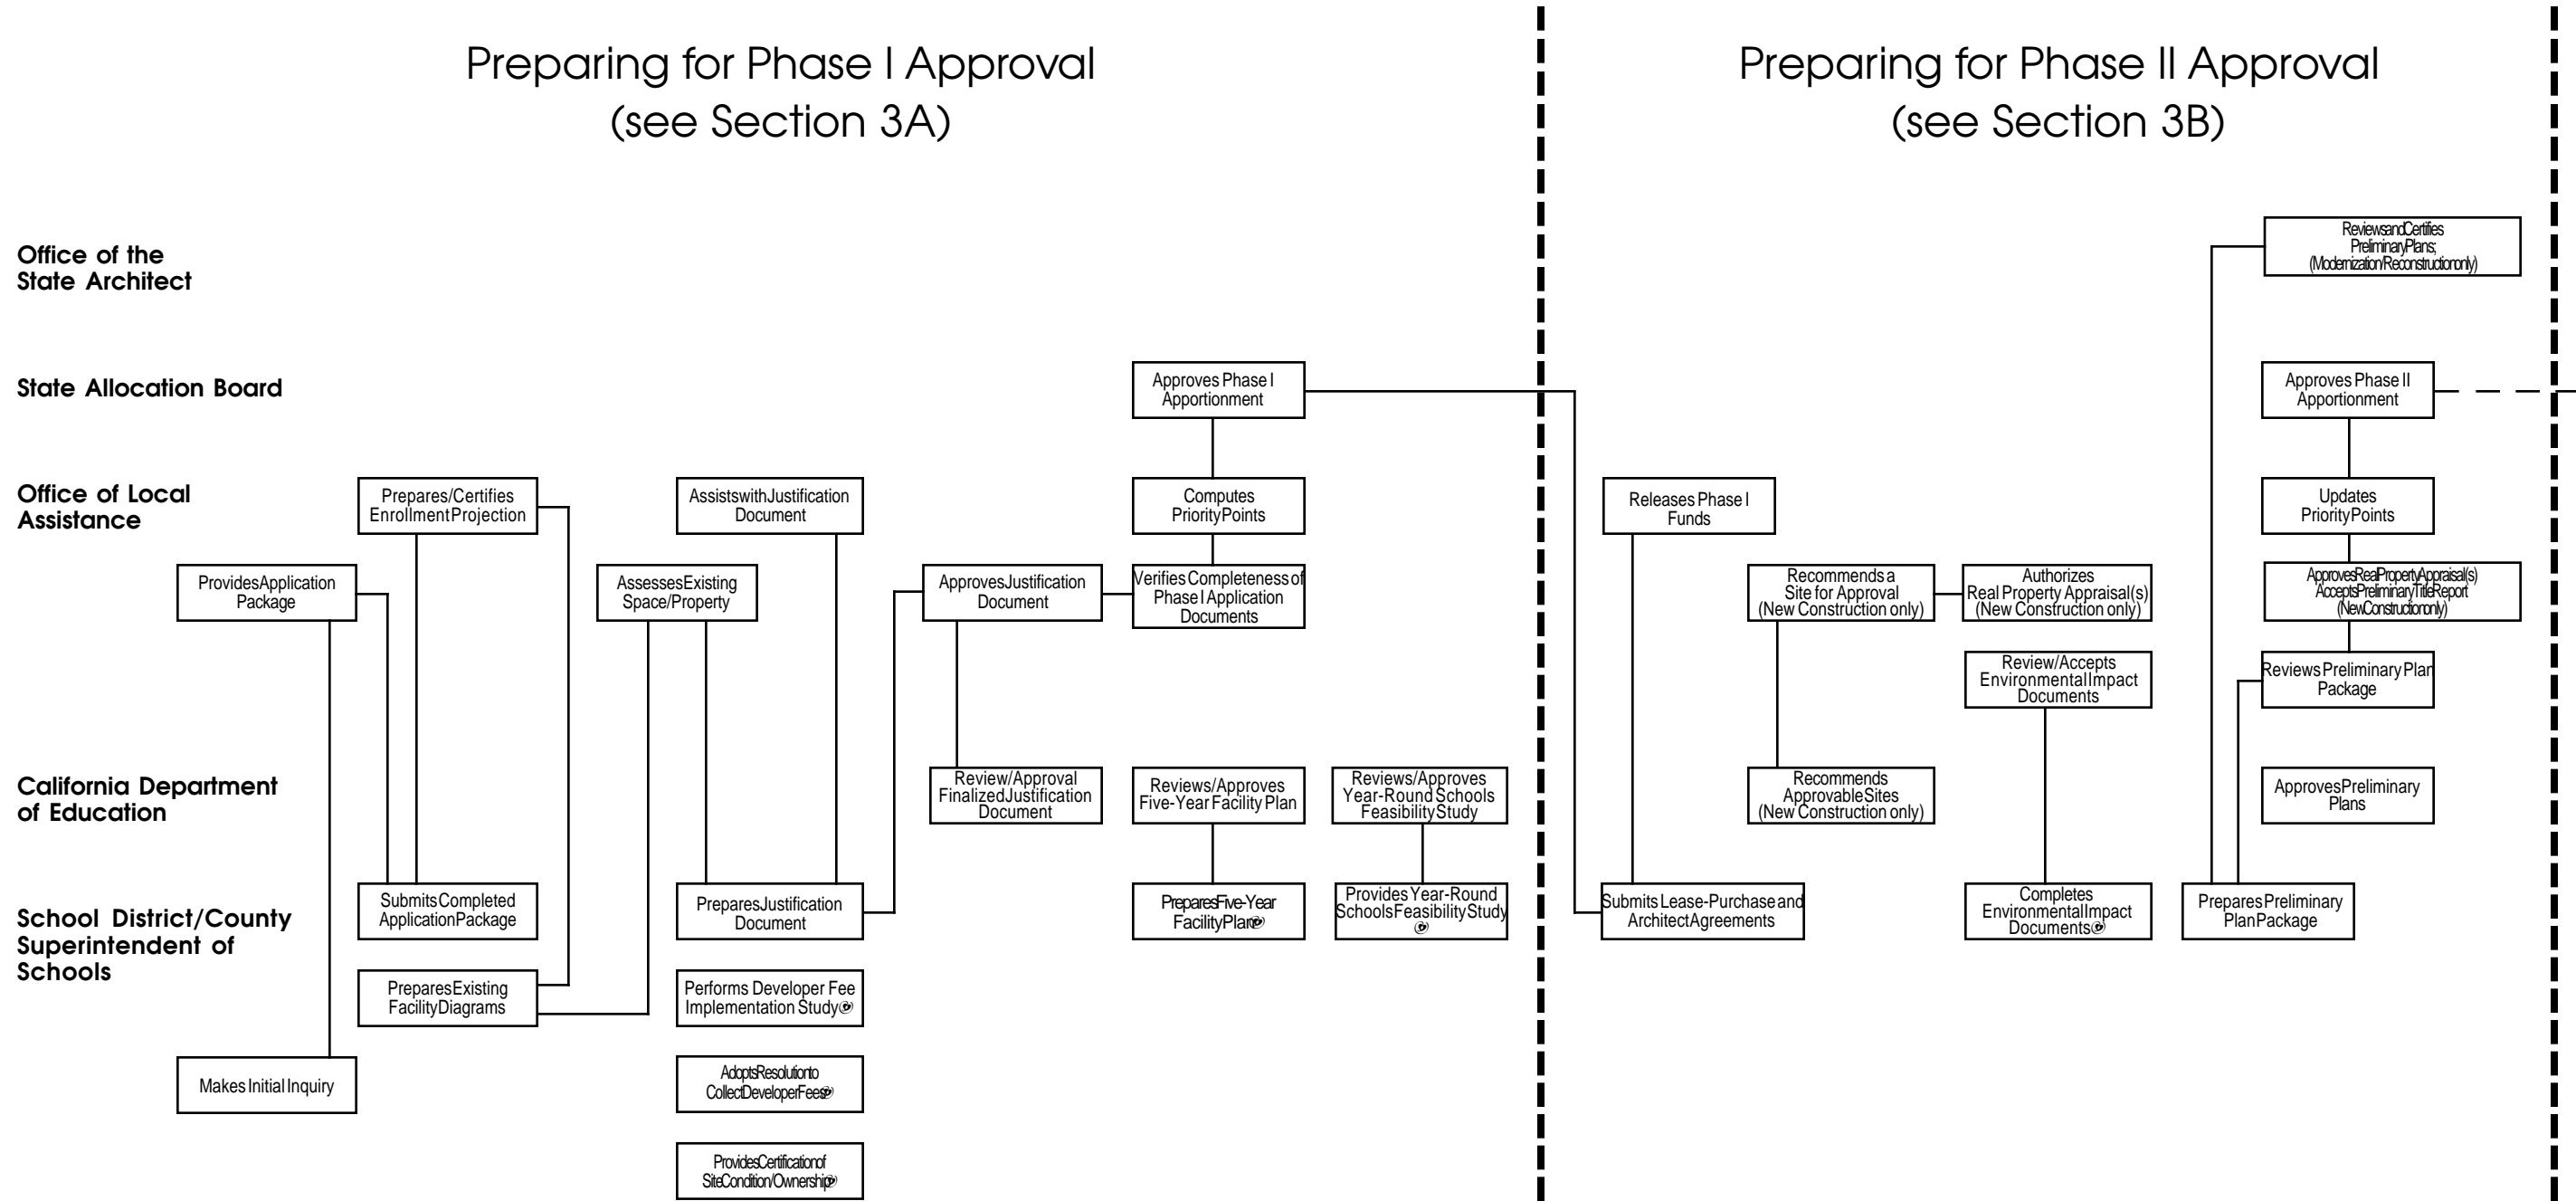 Preparing for Phase I Approval
(see Section 3A)
Preparing for Phase II Approval
(see Section 3B)
Office of the
State Architect
Reviews and Certifies
Preliminary Plans;
(Modernization/Reconstruction only)
State Allocation Board
Approves Phase I
Apportionment
Approves Phase II
Apportionment
Office of Local
Assistance
Prepares/Certifies
Enrollment Projection
Assists with Justification
Document
Computes
Priority Points
Releases Phase I
Funds
Updates
Priority Points
Provides Application
Package
Assesses Existing
Space/Property
Approves Justification
Document
Verifies Completeness of
Phase I Application
Documents
Recommends a
Site for Approval
(New Construction only)
Authorizes
Real Property Appraisal(s)
(New Construction only)
Approves Real Property Appraisal(s)
Accepts Preliminary Title Report
(New Construction only)
Review/Accepts
Environmental Impact
Documents
Reviews Preliminary Plan
Package
California Department
of Education
Review/Approval
Finalized Justification
Document
Reviews/Approves
Five-Year Facility Plan
Reviews/Approves
Year-Round Schools
Feasibility Study
Recommends
Approvable Sites
(New Construction only)
Approves Preliminary
Plans
School District/County
Superintendent of
Schools
Submits Completed
Application Package
Prepares Justification
Document
Prepares Five-Year
Facility Plan
Provides Year-Round
Schools Feasibility Study
Submits Lease-Purchase and
Architect Agreements
Completes
Environmental Impact
Documents
Prepares Preliminary
Plan Package
Prepares Existing
Facility Diagrams
Performs Developer Fee
Implementation Study
Makes Initial Inquiry
Adopts Resolution to
Collect Developer Fees
Provides Certification of
Site Condition/Ownership